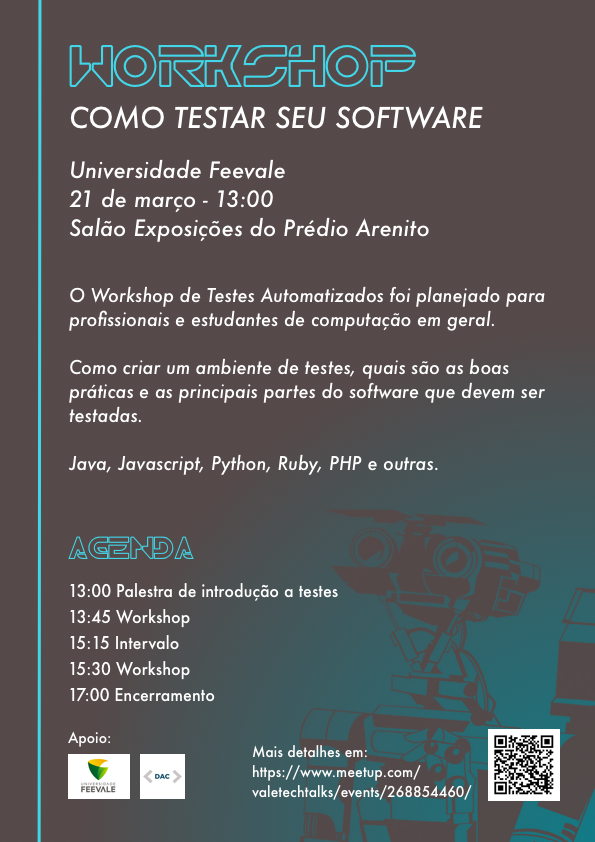 WORKSHOP
COMO TESTAR SEU SOFTWARE
Universidade Feevale
21 de março - 13:00
Salão Exposições do Prédio Arenito
O Workshop de Testes Automatizados foi planejado para
profissionais e estudantes de computação em geral.
Como criar um ambiente de testes, quais são as boas
práticas e as principais partes do software que devem ser
testadas.
Java, Javascript, Python, Ruby, PHP e outras.
AGENDA
13:00 Palestra de introdução a testes
13:45 Workshop
15:15 Intervalo
15:30 Workshop
17:00 Encerramento
Apoio:
UNIVERSIDADE
FEEVALE
<DAC>
Mais detalhes em:
https://www.meetup.com/
valetechtalks/events/268854460/